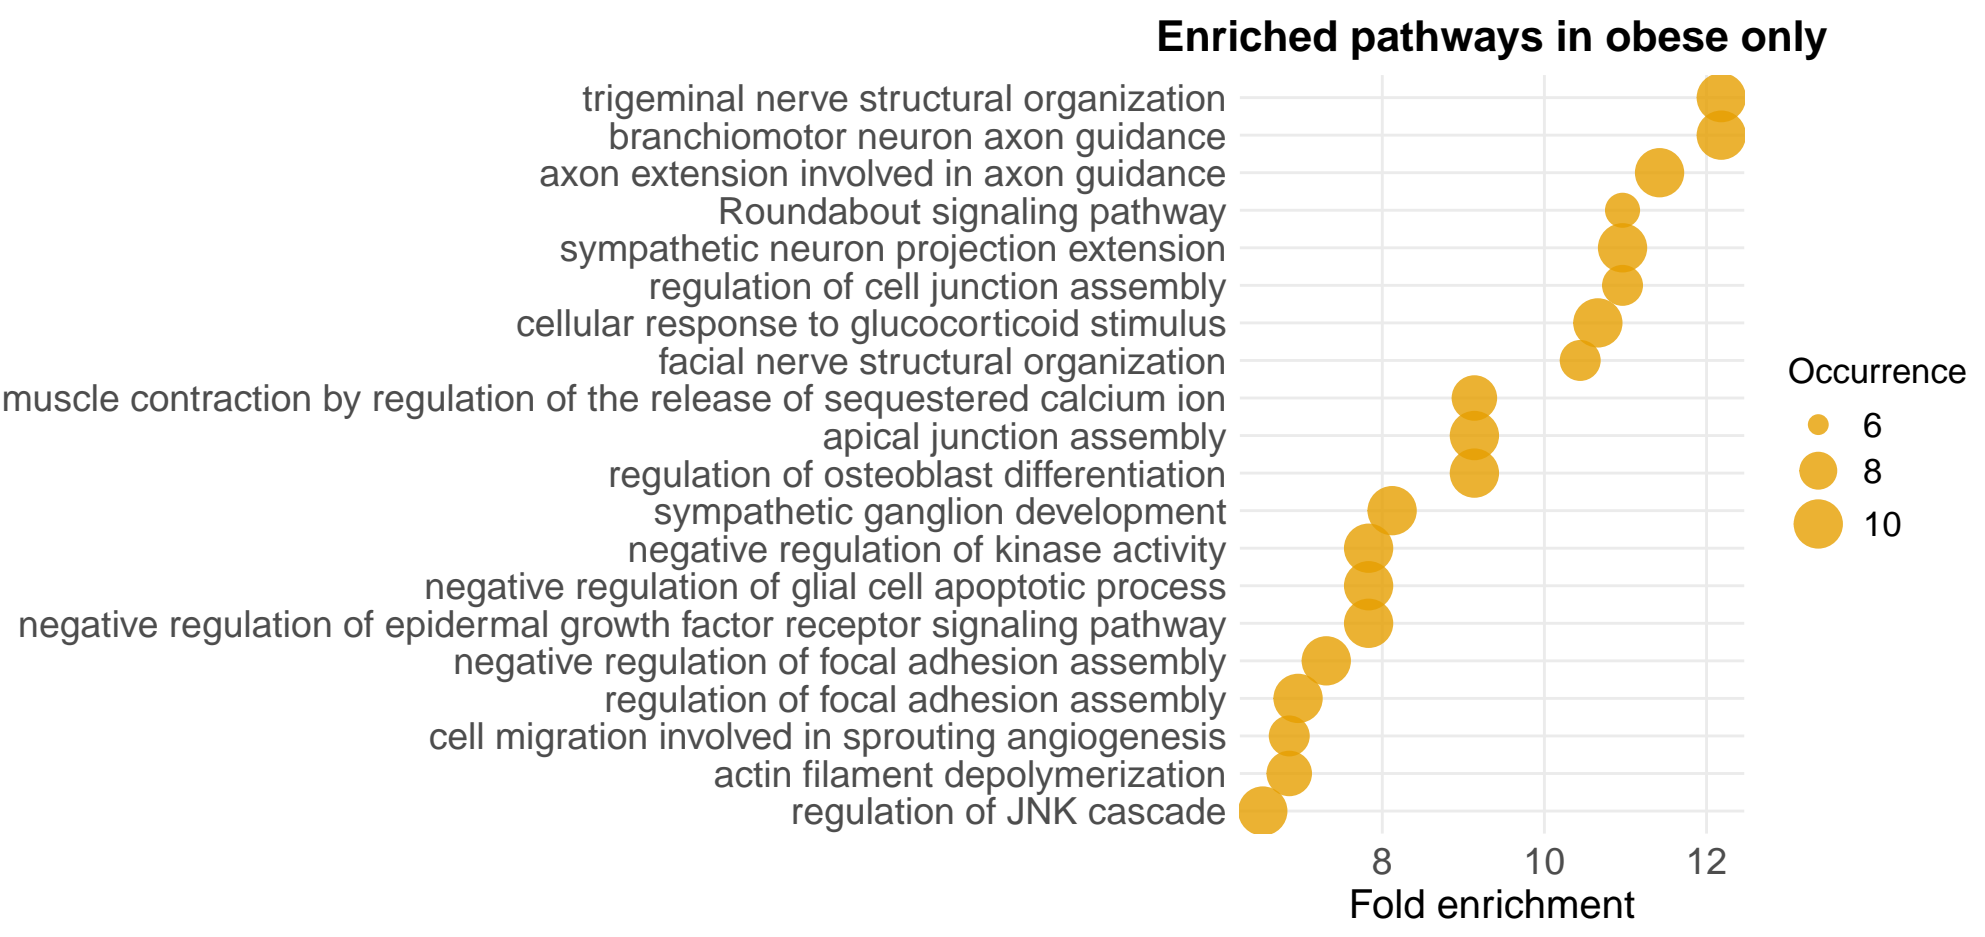 Enriched pathways in obese only
trigeminal nerve structural organization
branchiomotor neuron axon guidance
axon extension involved in axon guidance
Roundabout signaling pathway
sympathetic neuron projection extension
regulation of cell junction assembly
cellular response to glucocorticoid stimulus
facial nerve structural organization
muscle contraction by regulation of the release of sequestered calcium ion
apical junction assembly
regulation of osteoblast differentiation
sympathetic ganglion development
negative regulation of kinase activity
negative regulation of glial cell apoptotic process
negative regulation of epidermal growth factor receptor signaling pathway
negative regulation of focal adhesion assembly
regulation of focal adhesion assembly
cell migration involved in sprouting angiogenesis
actin filament depolymerization
regulation of JNK cascade
8 10 12
Fold enrichment
Occurrence
6
8
10